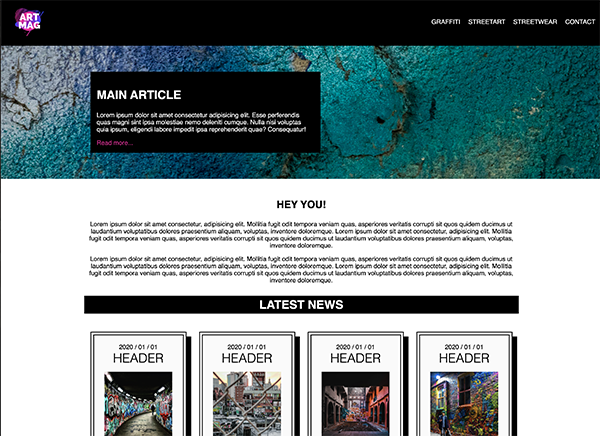 ART
MAG
GRAFFITI STREETART STREETWEAR CONTACT
MAIN ARTICLE
Lorem ipsum dolor sit amet consectetur adipisicing elit. Esse perferendis
quas magni sint ipsa molestiae nemo deleniti cumque. Nulla nisi voluptas
quia ipsum, eligendi labore impedit ipsa reprehenderit quae? Consequatur!
Read more...
HEY YOU!
Lorem ipsum dolor sit amet consectetur, adipisicing elit. Mollitia fugit odit tempora veniam quas, asperiores veritatis corrupti sit quos quidem ducimus ut
laudantium voluptatibus dolores praesentium aliquam, voluptas, inventore doloremque. Lorem ipsum dolor sit amet consectetur, adipisicing elit. Mollitia
fugit odit tempora veniam quas, asperiores veritatis corrupti sit quos quidem ducimus ut laudantium voluptatibus dolores praesentium aliquam, voluptas,
inventore doloremque.
Lorem ipsum dolor sit amet consectetur, adipisicing elit. Mollitia fugit odit tempora veniam quas, asperiores veritatis corrupti sit quos quidem ducimus ut
laudantium voluptatibus dolores praesentium aliquam, voluptas, inventore doloremque. Lorem ipsum dolor sit amet consectetur, adipisicing elit. Mollitia
fugit odit tempora veniam quas, asperiores veritatis corrupti sit quos quidem ducimus ut laudantium voluptatibus dolores praesentium aliquam, voluptas,
inventore doloremque.
LATEST NEWS
2020 / 01 / 01
HEADER
2020 / 01 / 01
HEADER
2020 / 01 / 01
HEADER
2020 / 01 / 01
HEADER